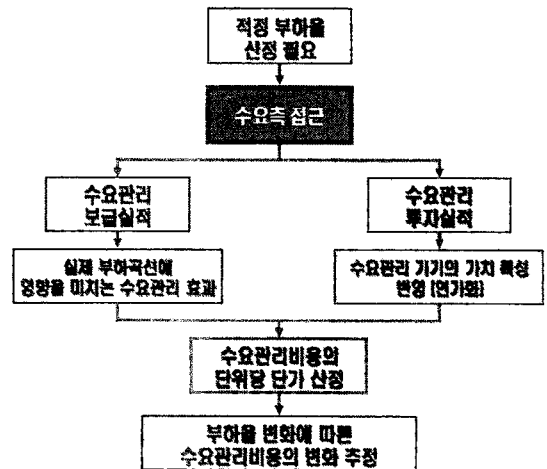 적정 부하율
산정 필요
수요측 접근
수요관리
보급실적
수요관리
투자실적
실제 부하곡선에
영향을 미치는 수요관리 효과
수요관리 기기의 가치 특성
반영 (연가화)
수요관리비용의
단위당 단가 산정
부하율 변화에 따른
수요관리비용의 변화 추정